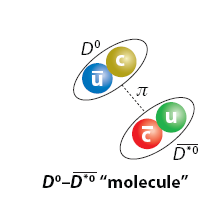 D⁰
c
u̅
π
u
c̅
D̅*⁰
D⁰–D̅*⁰ “molecule”